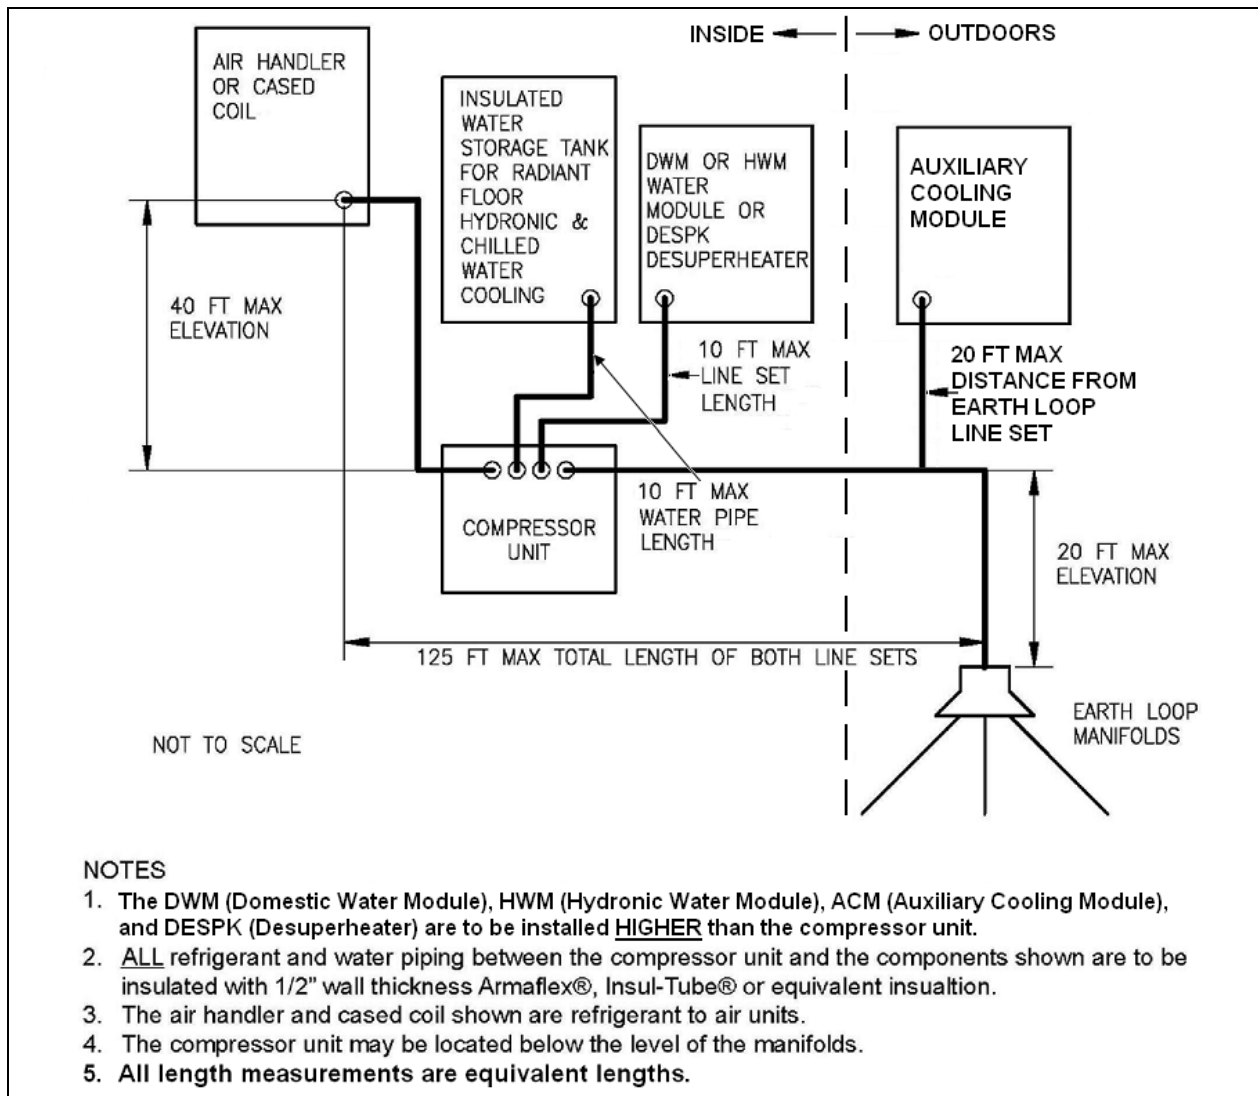 INSIDE
OUTDOORS
AIR HANDLER
OR CASED
COIL
INSULATED
WATER
STORAGE TANK
FOR RADIANT
FLOOR
HYDRONIC &
CHILLED
WATER
COOLING
DWM OR HWM
WATER
MODULE OR
DESPK
DESUPERHEATER
AUXILIARY
COOLING
MODULE
40 FT MAX
ELEVATION
10 FT MAX
LINE SET
LENGTH
20 FT MAX
DISTANCE FROM
EARTH LOOP
LINE SET
10 FT MAX
WATER PIPE
LENGTH
COMPRESSOR
UNIT
20 FT MAX
ELEVATION
125 FT MAX TOTAL LENGTH OF BOTH LINE SETS
EARTH LOOP
MANIFOLDS
NOT TO SCALE
NOTES
1. The DWM (Domestic Water Module), HWM (Hydronic Water Module), ACM (Auxiliary Cooling Module),
and DESPK (Desuperheater) are to be installed HIGHER than the compressor unit.
2. ALL refrigerant and water piping between the compressor unit and the components shown are to be
insulated with 1/2" wall thickness Armaflex®, Insul-Tube® or equivalent insualtion.
3. The air handler and cased coil shown are refrigerant to air units.
4. The compressor unit may be located below the level of the manifolds.
5. All length measurements are equivalent lengths.